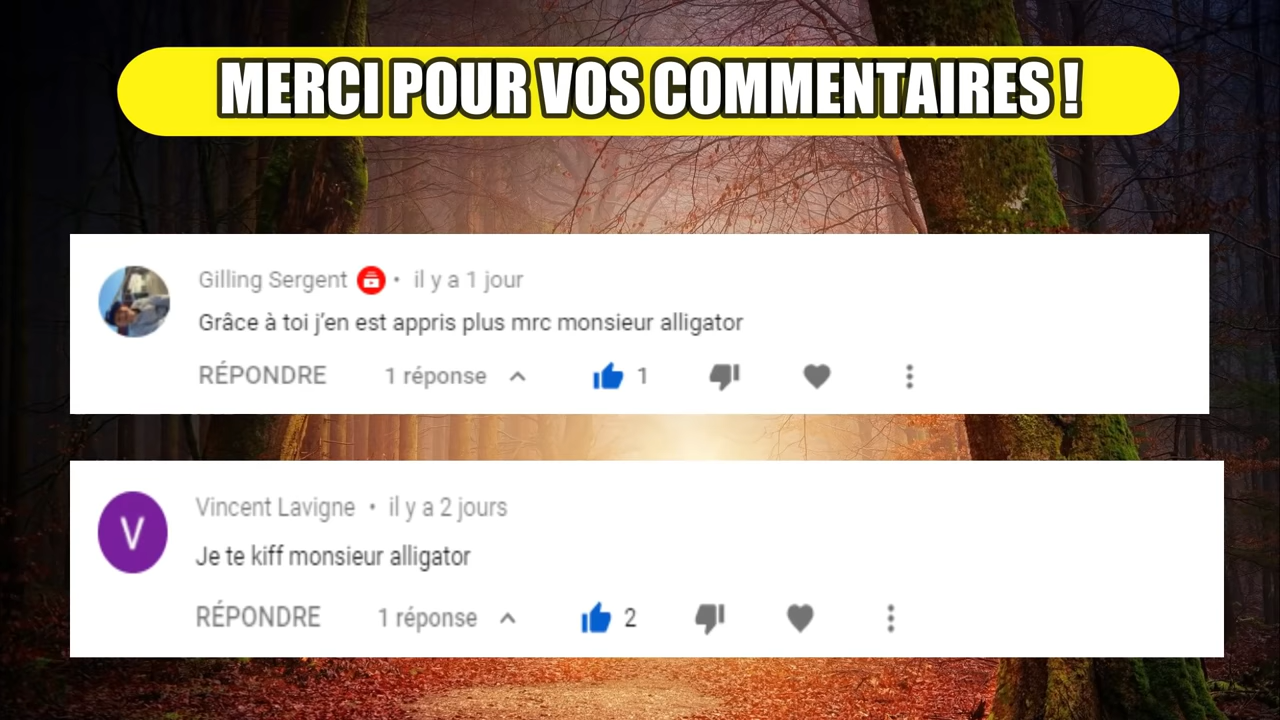 MERCI POUR VOS COMMENTAIRES !
Gilling Sergent • il y a 1 jour
Grâce à toi j'en est appris plus mrc monsieur alligator
RÉPONDRE 1 réponse 1
V
Vincent Lavigne • il y a 2 jours
Je te kiff monsieur alligator
RÉPONDRE 1 réponse 2